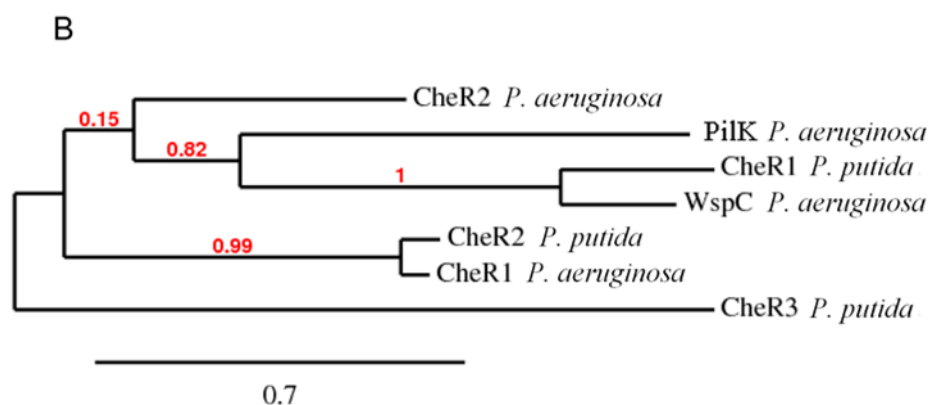 B
CheR2 P. aeruginosa
0.15
PilK P. aeruginosa
0.82
CheR1 P. putida
1
WspC P. aeruginosa
CheR2 P. putida
0.99
CheR1 P. aeruginosa
CheR3 P. putida
0.7